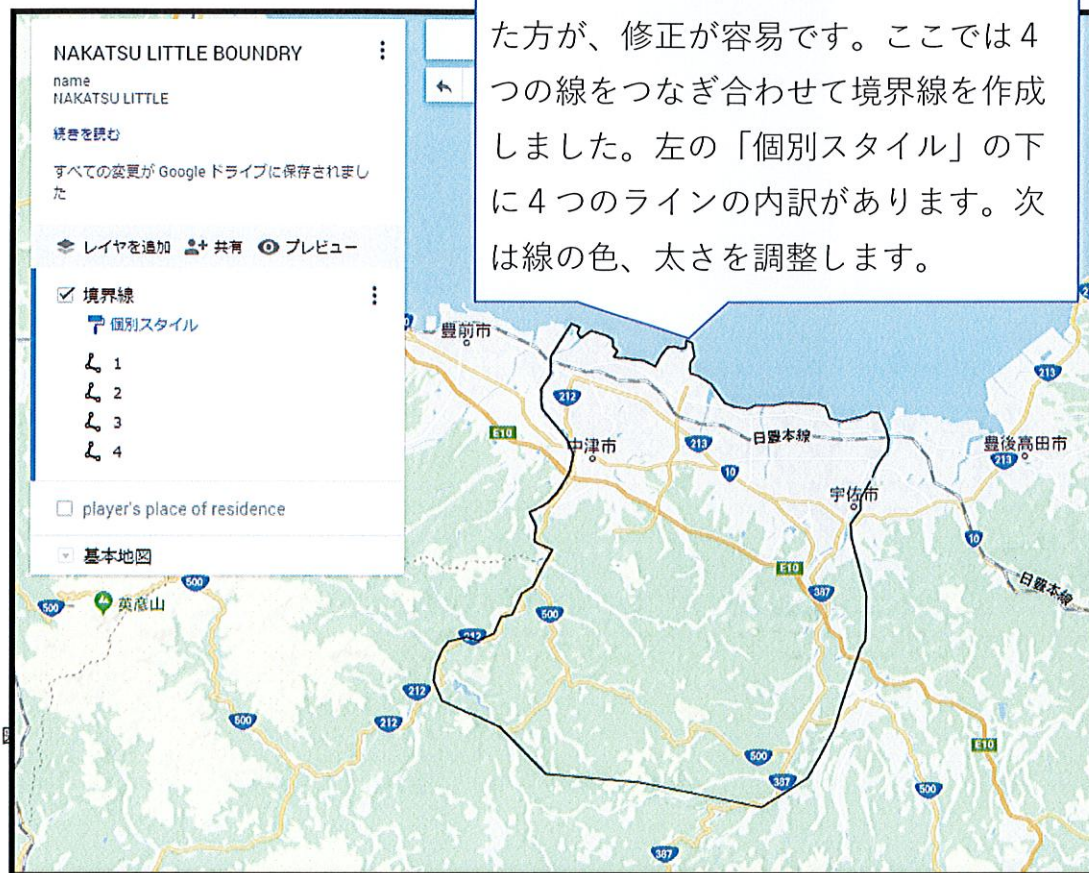 NAKATSU LITTLE BOUNDRY
name
NAKATSU LITTLE
続きを読む
すべての変更が Google ドライブに保存されまし
た
レイヤを追加 共有 プレビュー
境界線
個別スタイル
1
2
3
4
player's place of residence
基本地図
た方が、修正が容易です。ここでは4
つの線をつなぎ合わせて境界線を作成
しました。左の「個別スタイル」の下
に4つのラインの内訳があります。次
は線の色、太さを調整します。
豊前市
212
213
E10
中津市
213
日豊本線
豊後高田市
213
10
宇佐市
10
E10
387
日豊本線
500
500
英彦山
500
212
212
500
212
500
E10
387
500
387